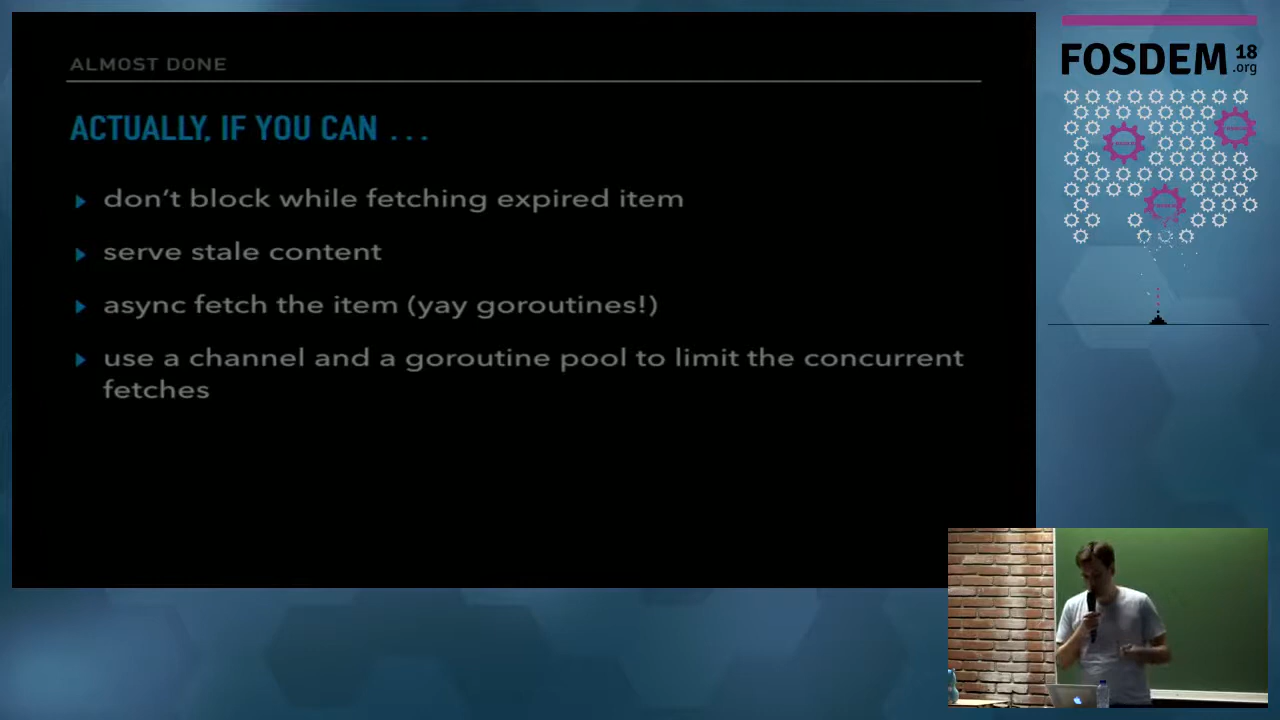 ALMOST DONE
ACTUALLY, IF YOU CAN ...
don't block while fetching expired item
serve stale content
async fetch the item (yay goroutines!)
use a channel and a goroutine pool to limit the concurrent
fetches
FOSDEM 18
.org